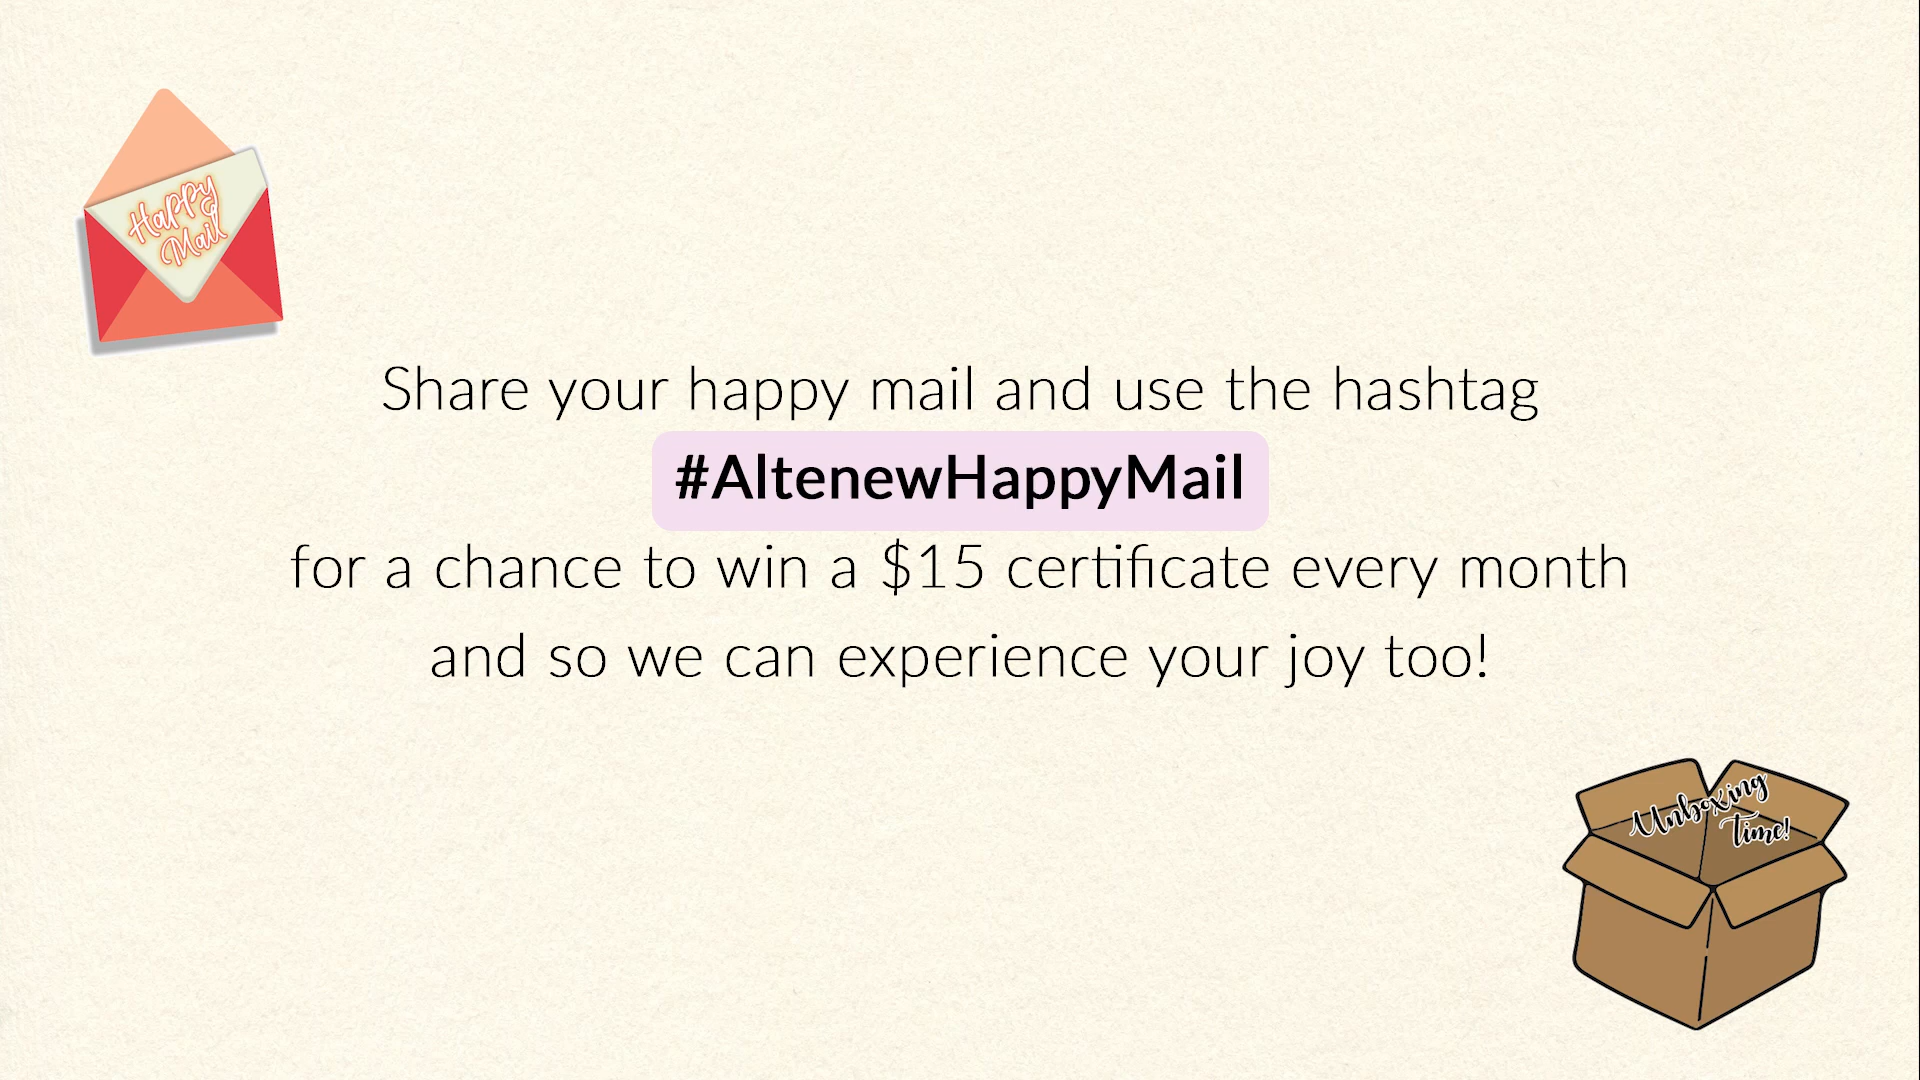 Happy
Mail
Share your happy mail and use the hashtag
#AltenewHappyMail
for a chance to win a $15 certificate every month
and so we can experience your joy too!
Unboxing
Time!